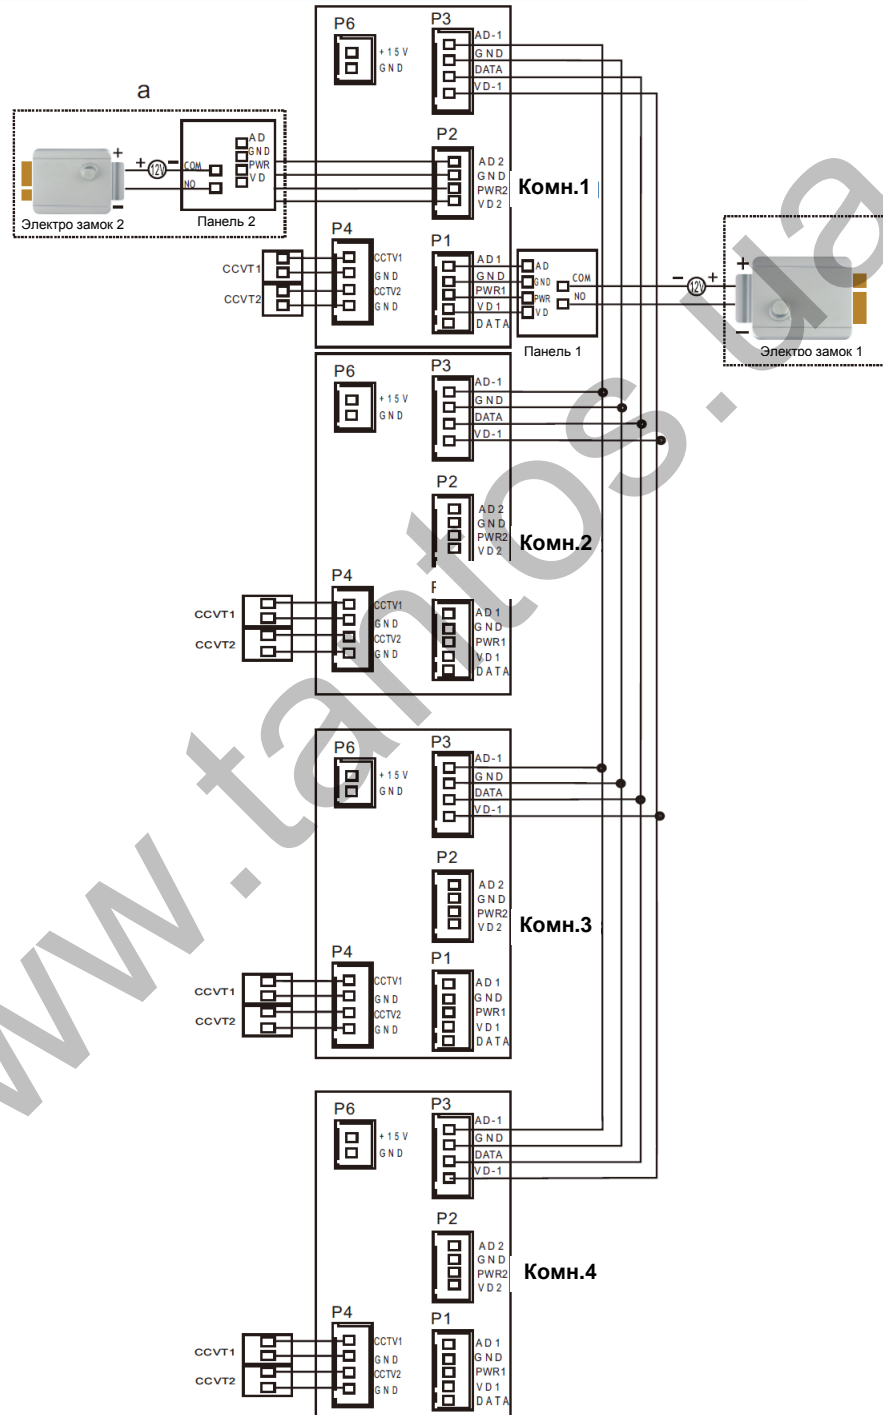 P6
+15V
GND
P3
AD-1
GND
DATA
VD-1
a
+
−
+
12V
−
COM
NO
AD
GND
PWR
VD
Электро замок 2
Панель 2
P2
AD2
GND
PWR2
VD2
Комн.1
P4
CCTV1
GND
CCTV2
GND
CCVT1
CCVT2
P1
AD1
GND
PWR1
VD1
DATA
AD
GND
PWR
VD
COM
NO
Панель 1
−
12V
+
+
−
Электро замок 1
P6
+15V
GND
P3
AD-1
GND
DATA
VD-1
P2
AD2
GND
PWR2
VD2
Комн.2
P4
CCTV1
GND
CCTV2
GND
CCVT1
CCVT2
AD1
GND
PWR1
VD1
DATA
P6
+15V
GND
P3
AD-1
GND
DATA
VD-1
P2
AD2
GND
PWR2
VD2
Комн.3
P4
CCTV1
GND
CCTV2
GND
CCVT1
CCVT2
P1
AD1
GND
PWR1
VD1
DATA
P6
+15V
GND
P3
AD-1
GND
DATA
VD-1
P2
AD2
GND
PWR2
VD2
Комн.4
P4
CCTV1
GND
CCTV2
GND
CCVT1
CCVT2
P1
AD1
GND
PWR1
VD1
DATA
www.tantos.ua